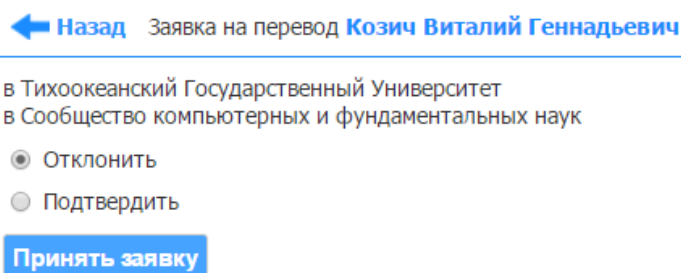 Назад Заявка на перевод Козич Виталий Геннадьевич
в Тихоокеанский Государственный Университет
в Сообщество компьютерных и фундаментальных наук
Отклонить
Подтвердить
Принять заявку